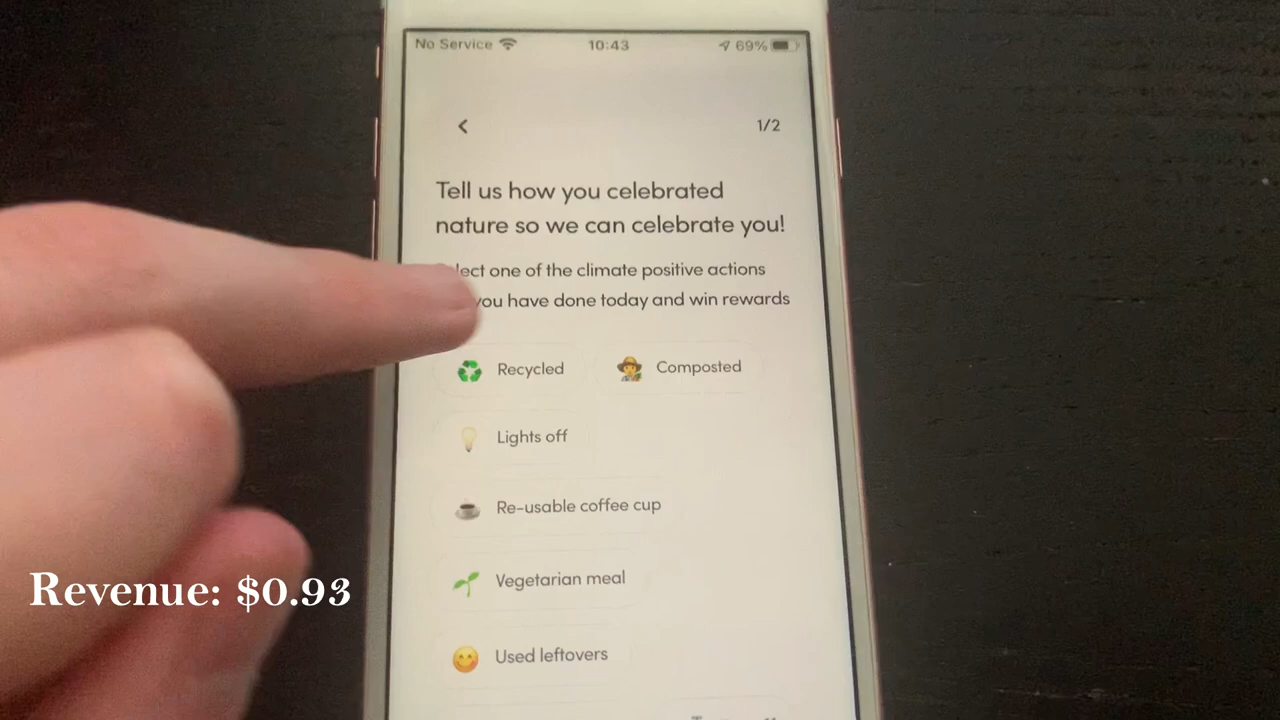 No Service 10:43 69%
1/2
Tell us how you celebrated
nature so we can celebrate you!
one of the climate positive actions
you have done today and win rewards
Recycled Composted
Lights off
Re-usable coffee cup
Vegetarian meal
Used leftovers
Revenue: $0.93